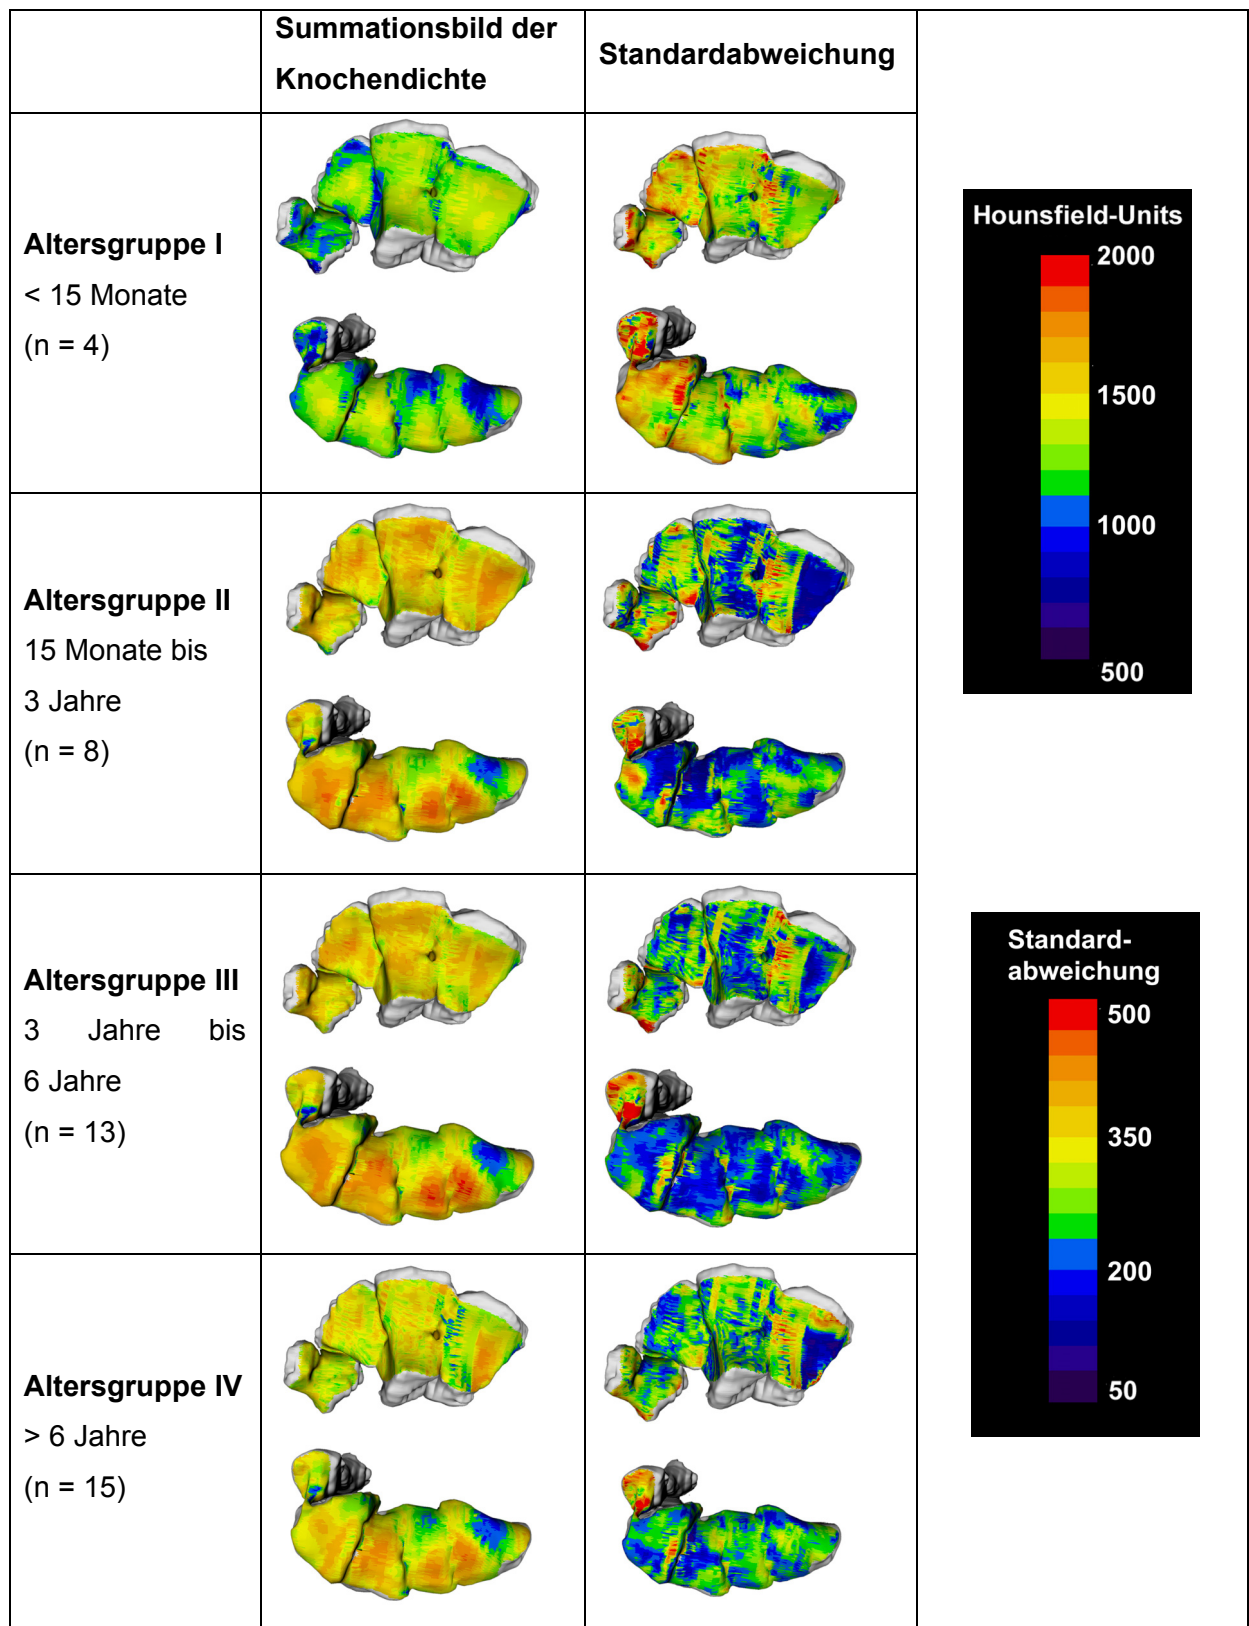 Summationsbild der
Knochendichte
Standardabweichung
Altersgruppe I
< 15 Monate
(n = 4)
Altersgruppe II
15 Monate bis
3 Jahre
(n = 8)
Altersgruppe III
3 Jahre bis
6 Jahre
(n = 13)
Altersgruppe IV
> 6 Jahre
(n = 15)
Hounsfield-Units
2000
1500
1000
500
Standard-
abweichung
500
350
200
50